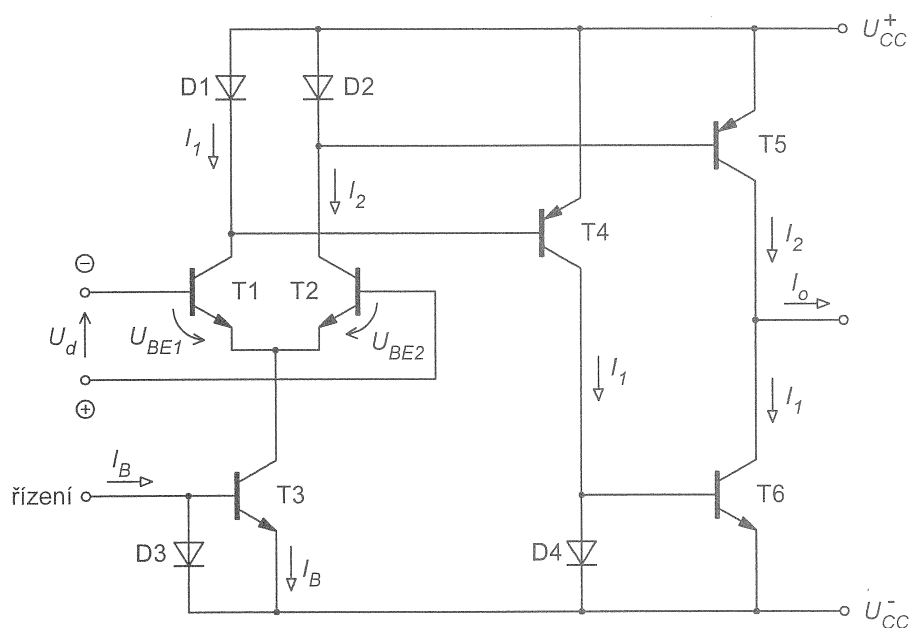 U⁺CC
D1
D2
I1
I2
T5
T4
I2
Io
⊖
T1
T2
Ud
UBE1
UBE2
I1
I1
⊕
IB
řízení
T3
T6
D3
IB
D4
U⁻CC